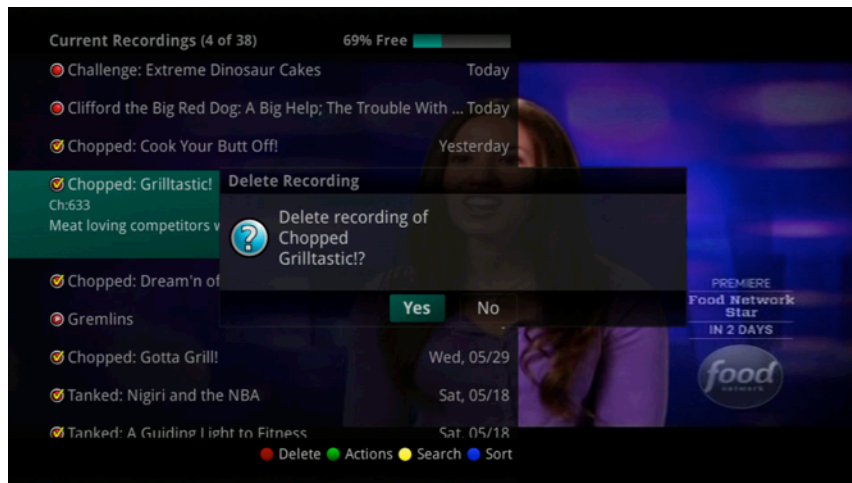 Current Recordings (4 of 38) 69% Free
Challenge: Extreme Dinosaur Cakes Today
Clifford the Big Red Dog: A Big Help; The Trouble With ... Today
Chopped: Cook Your Butt Off! Yesterday
Chopped: Grilltastic!
Ch:633
Meat loving competitors
Delete Recording
Delete recording of
Chopped
Grilltastic!?
Yes No
Chopped: Dream'n of
Gremlins
Chopped: Gotta Grill! Wed, 05/29
Tanked: Nigiri and the NBA Sat, 05/18
Tanked: A Guiding Light to Fitness Sat, 05/18
Delete Actions Search Sort
PREMIERE
Food Network
Star
IN 2 DAYS
food
network